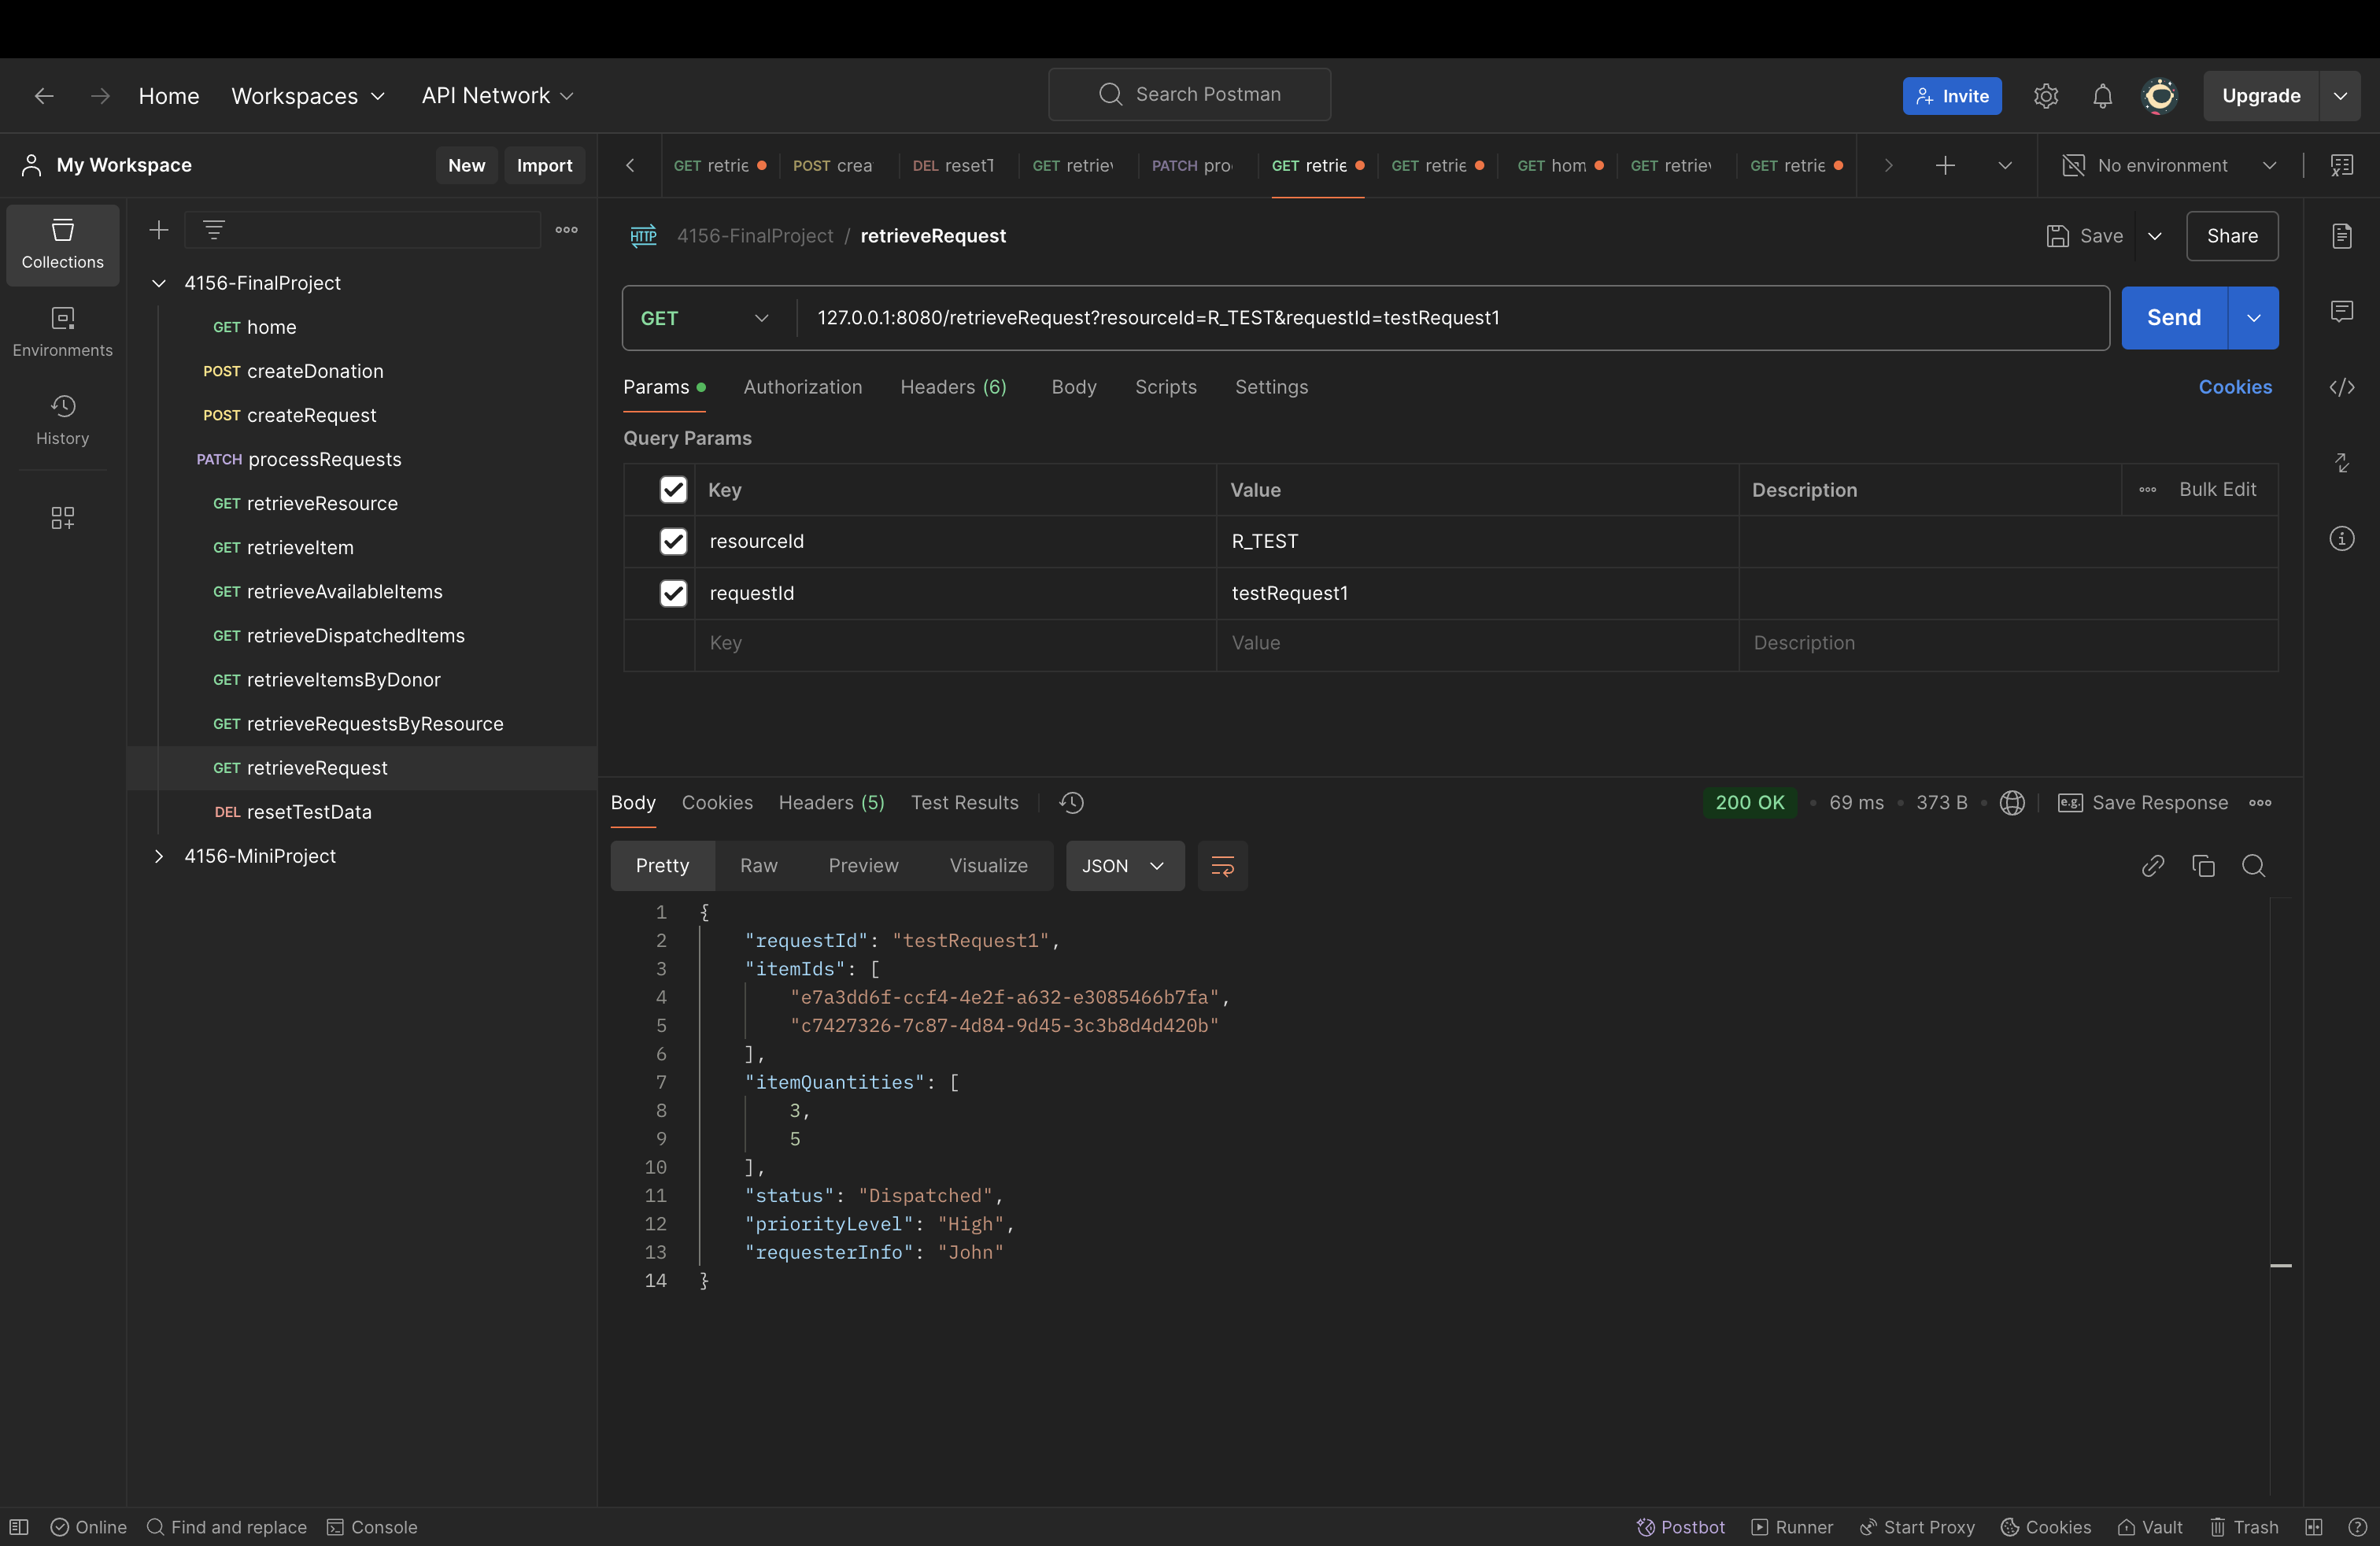 Home Workspaces API Network
Search Postman
Invite
Upgrade
My Workspace
New Import
GET retrie
POST crea
DEL reset
GET retrie
PATCH pro
GET retrie
GET retrie
GET hom
GET retrie
GET retrie
No environment
Collections
Environments
History
4156-FinalProject
GET home
POST createDonation
POST createRequest
PATCH processRequests
GET retrieveResource
GET retrieveItem
GET retrieveAvailableItems
GET retrieveDispatchedItems
GET retrieveItemsByDonor
GET retrieveRequestsByResource
GET retrieveRequest
DEL resetTestData
4156-MiniProject
HTTP 4156-FinalProject / retrieveRequest
Save
Share
GET 127.0.0.1:8080/retrieveRequest?resourceId=R_TEST&requestId=testRequest1
Send
Params Authorization Headers (6) Body Scripts Settings
Cookies
Query Params
Key Value Description Bulk Edit
resourceId R_TEST
requestId testRequest1
Key Value Description
Body Cookies Headers (5) Test Results
200 OK 69 ms 373 B
e.g. Save Response
Pretty Raw Preview Visualize JSON
1 {
2 "requestId": "testRequest1",
3 "itemIds": [
4 "e7a3dd6f-ccf4-4e2f-a632-e3085466b7fa",
5 "c7427326-7c87-4d84-9d45-3c3b8d4d420b"
6 ],
7 "itemQuantities": [
8 3,
9 5
10 ],
11 "status": "Dispatched",
12 "priorityLevel": "High",
13 "requesterInfo": "John"
14 }
Online Find and replace Console
Postbot Runner Start Proxy Cookies Vault Trash